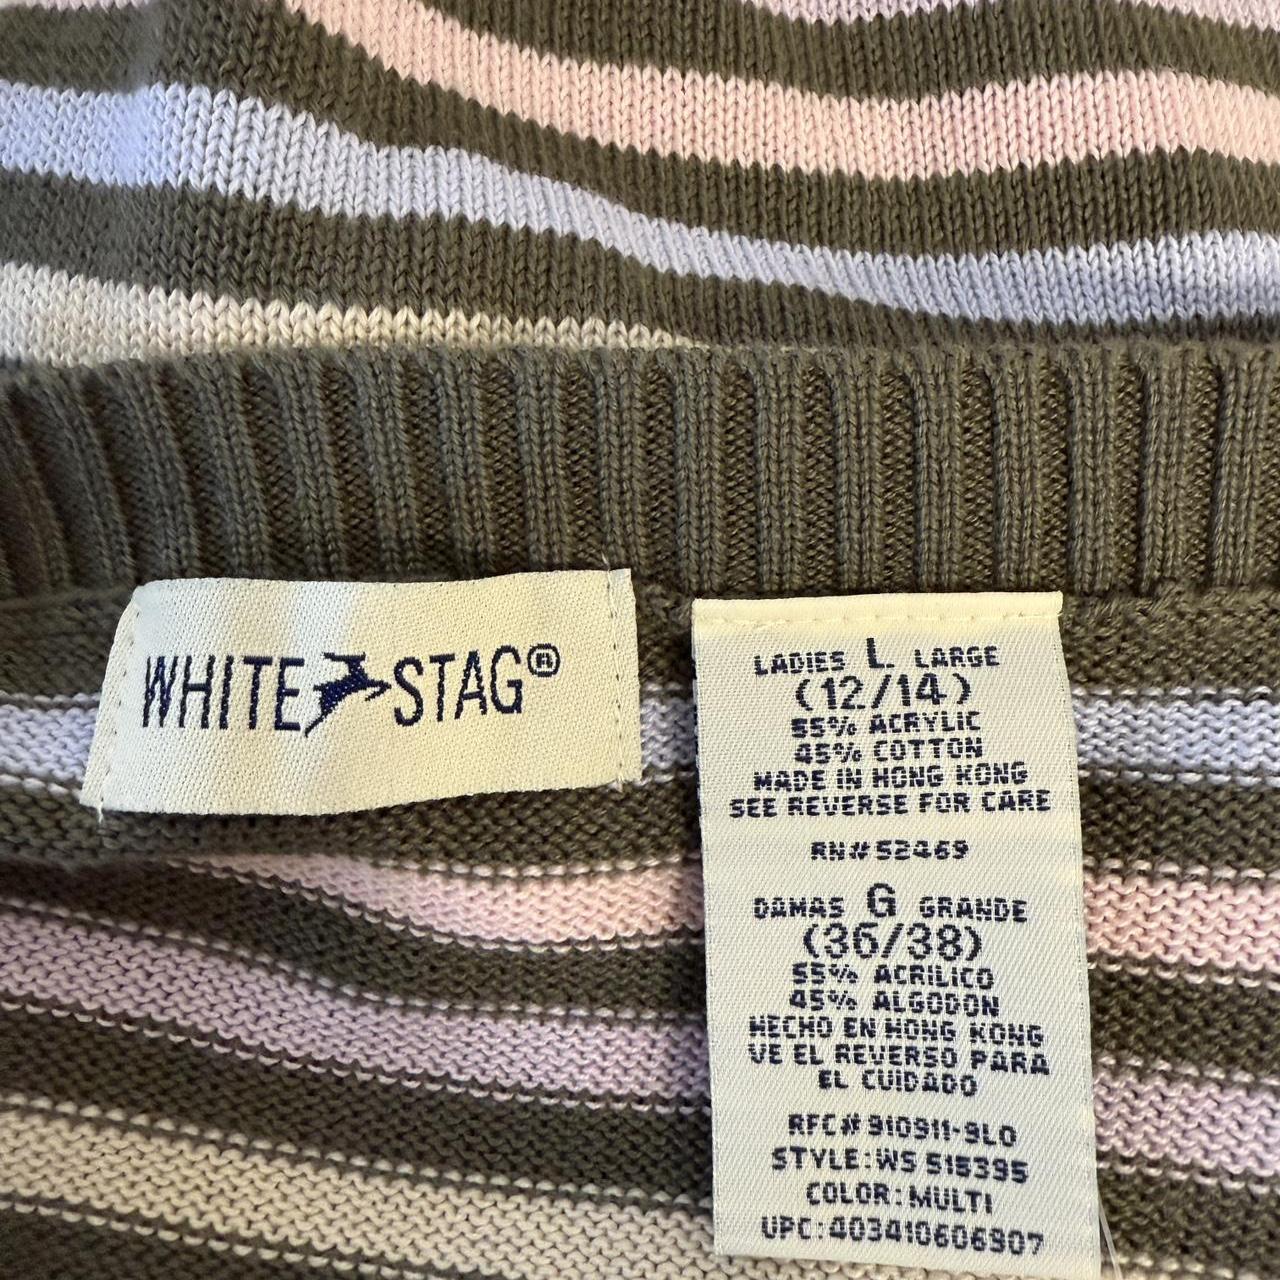 WHITE STAG®
LADIES L LARGE
(12/14)
55% ACRYLIC
45% COTTON
MADE IN HONG KONG
SEE REVERSE FOR CARE
RN#52469
DAMAS G GRANDE
(36/38)
55% ACRILICO
45% ALGODON
HECHO EN HONG KONG
VE EL REVERSO PARA
EL CUIDADO
RFC#910911-9L0
STYLE:WS 515395
COLOR:MULTI
UPC:403410606907